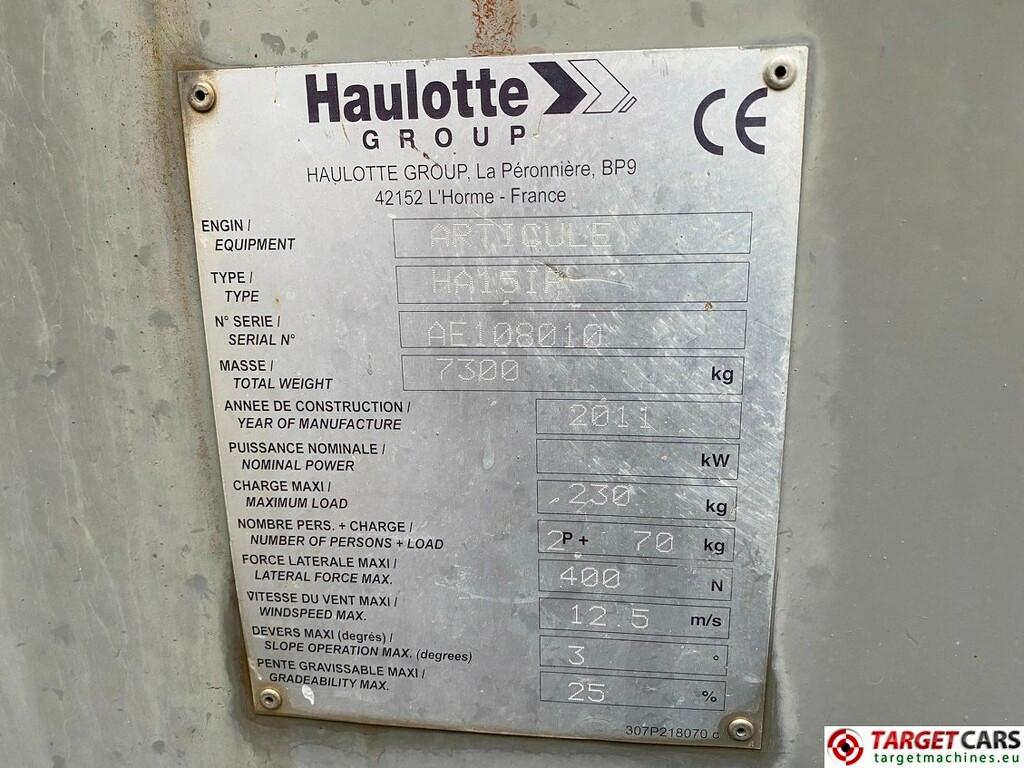 Haulotte
GROUP
CE
HAULOTTE GROUP, La Péronnière, BP9
42152 L'Horme - France
ENGIN /
EQUIPMENT
ARTICULE
TYPE /
TYPE
HA15IP
N° SERIE /
SERIAL N°
AE108010
MASSE /
TOTAL WEIGHT
7300 kg
ANNEE DE CONSTRUCTION /
YEAR OF MANUFACTURE
2011
PUISSANCE NOMINALE /
NOMINAL POWER
kW
CHARGE MAXI /
MAXIMUM LOAD
230 kg
NOMBRE PERS. + CHARGE /
NUMBER OF PERSONS + LOAD
2P + 70 kg
FORCE LATERALE MAXI /
LATERAL FORCE MAX.
400 N
VITESSE DU VENT MAXI /
WINDSPEED MAX.
12.5 m/s
DEVERS MAXI (degrés) /
SLOPE OPERATION MAX. (degrees)
3 °
PENTE GRAVISSABLE MAXI /
GRADEABILITY MAX.
25 %
307P218070 c
TARGET CARS
targetmachines.eu